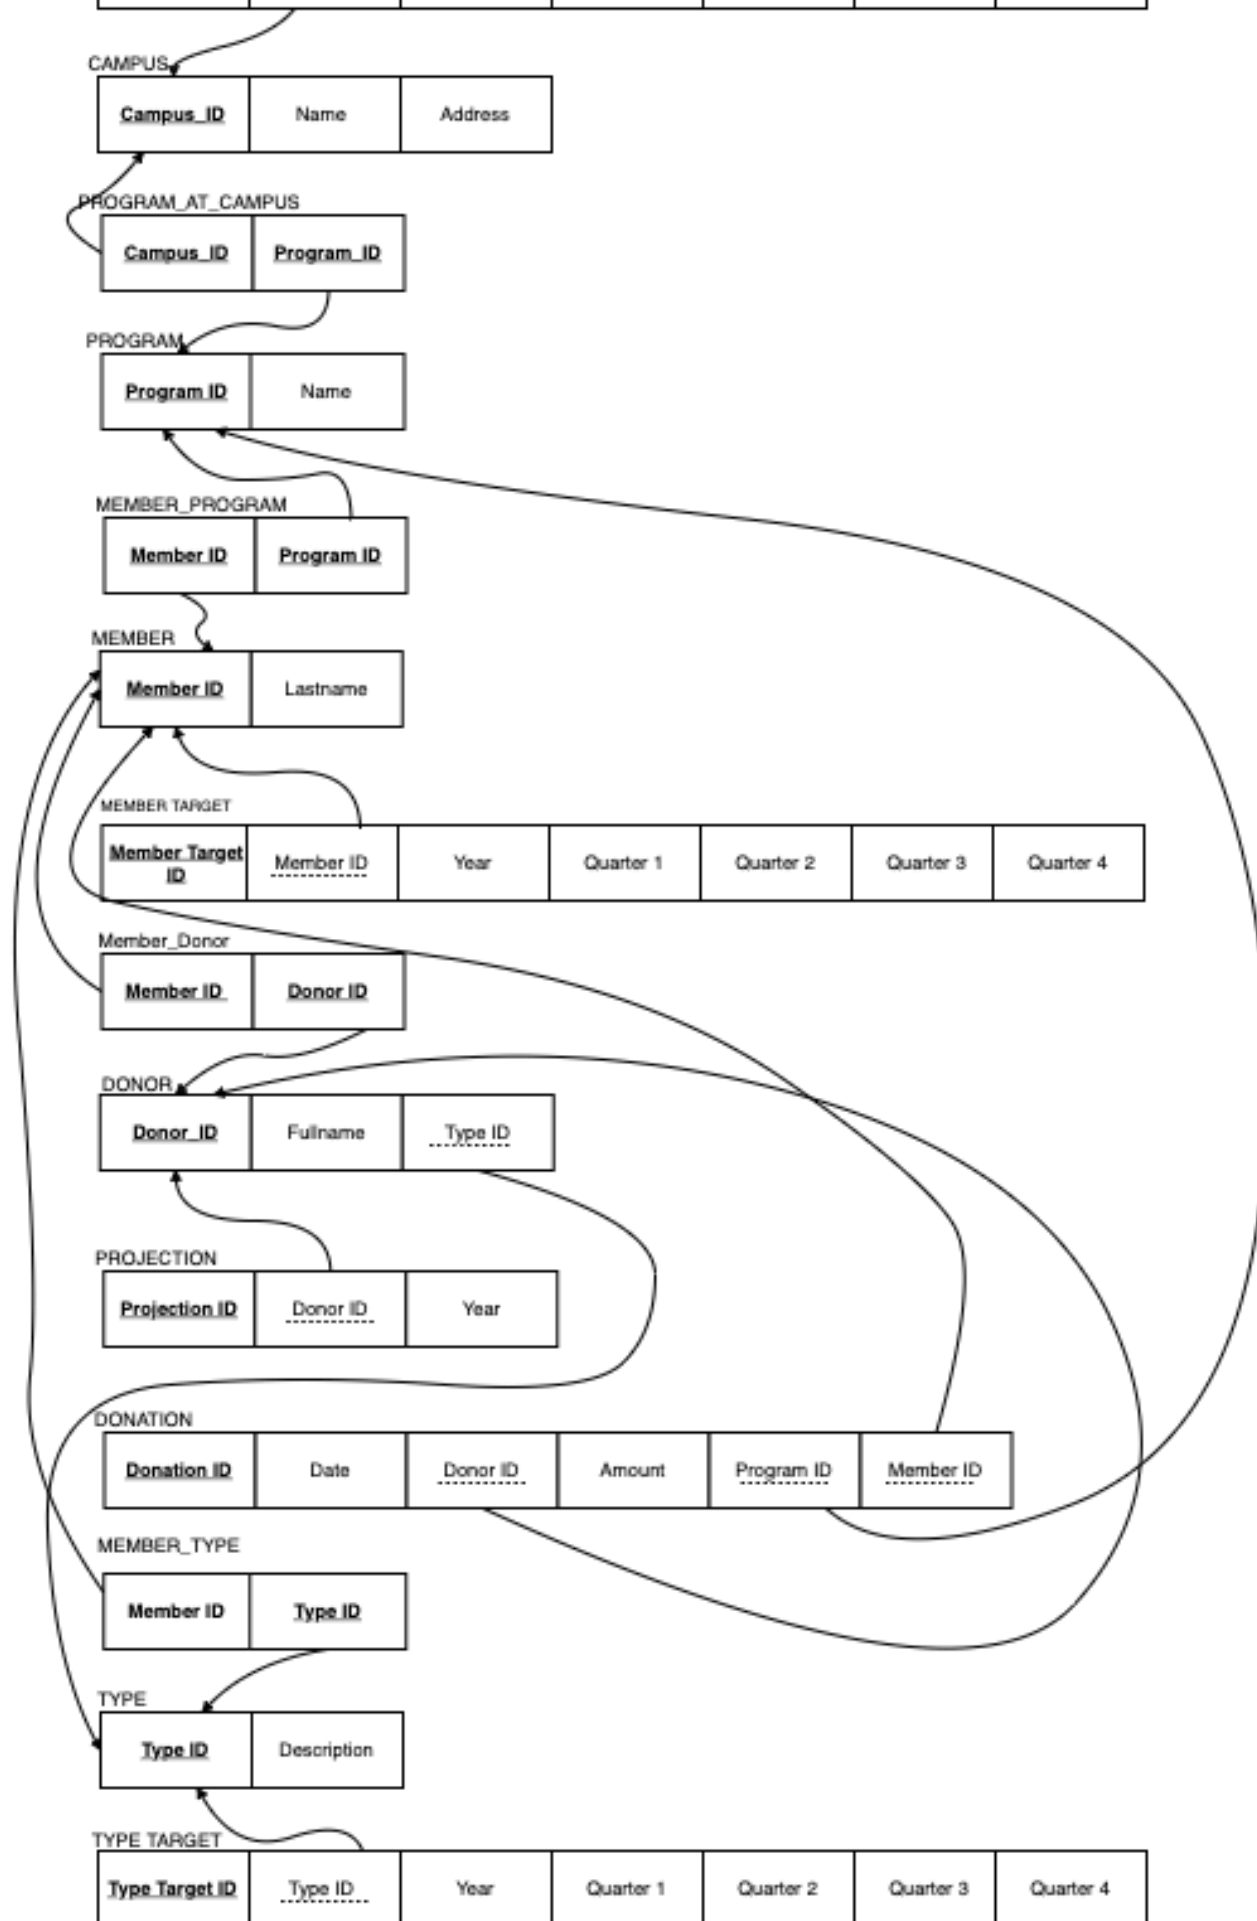 CAMPUS
Campus_ID Name Address
PROGRAM_AT_CAMPUS
Campus_ID Program_ID
PROGRAM
Program ID Name
MEMBER_PROGRAM
Member ID Program ID
MEMBER
Member ID Lastname
MEMBER TARGET
Member Target ID Member ID Year Quarter 1 Quarter 2 Quarter 3 Quarter 4
Member_Donor
Member ID Donor ID
DONOR
Donor_ID Fullname Type ID
PROJECTION
Projection ID Donor ID Year
DONATION
Donation ID Date Donor ID Amount Program ID Member ID
MEMBER_TYPE
Member ID Type ID
TYPE
Type ID Description
TYPE TARGET
Type Target ID Type ID Year Quarter 1 Quarter 2 Quarter 3 Quarter 4